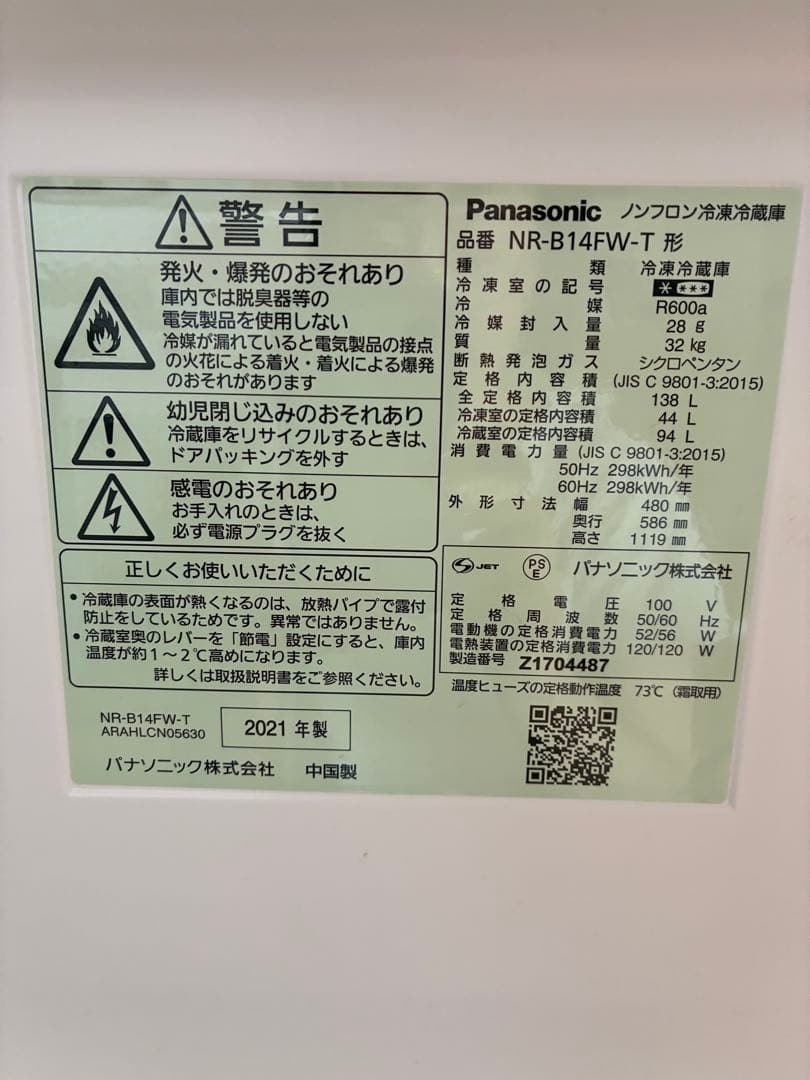 警告
発火・爆発のおそれあり
庫内では脱臭器等の
電気製品を使用しない
冷媒が漏れていると電気製品の接点
の火花による着火・着火による爆発
のおそれがあります
幼児閉じ込みのおそれあり
冷蔵庫をリサイクルするときは、
ドアパッキングを外す
感電のおそれあり
お手入れのときは、
必ず電源プラグを抜く
正しくお使いいただくために
・冷蔵庫の表面が熱くなるのは、放熱パイプで露付
防止をしているためです。異常ではありません。
・冷蔵室奥のレバーを「節電」設定にすると、庫内
温度が約1～2℃高めになります。
詳しくは取扱説明書をご参照ください。
NR-B14FW-T
ARAHLCN05630
2021 年製
パナソニック株式会社 中国製
Panasonic ノンフロン冷凍冷蔵庫
品番 NR-B14FW-T 形
種類 冷凍冷蔵庫
冷凍室の記号 * ***
冷媒 R600a
冷媒封入量 28 g
質量 32 kg
断熱発泡ガス シクロペンタン
定格内容積 (JIS C 9801-3:2015)
全定格内容積 138 L
冷凍室の定格内容積 44 L
冷蔵室の定格内容積 94 L
消費電力量 (JIS C 9801-3:2015)
50Hz 298kWh/年
60Hz 298kWh/年
外形寸法 幅 480 mm
奥行 586 mm
高さ 1119 mm
S JET PS E パナソニック株式会社
定格電圧 100 V
定格周波数 50/60 Hz
電動機の定格消費電力 52/56 W
電熱装置の定格消費電力 120/120 W
製造番号 Z1704487
温度ヒューズの定格動作温度 73℃ (霜取用)